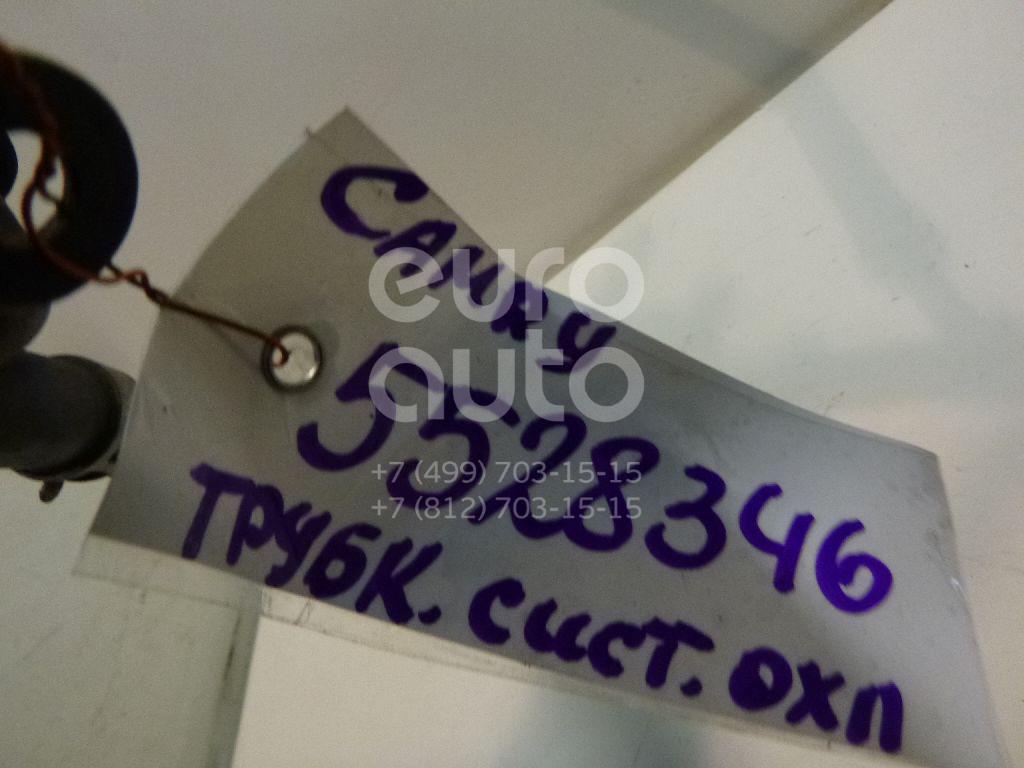 CAMRY
5528346
ТРУБК. СИСТ. ОХЛ
euro
auto
+7 (499) 703-15-15
+7 (812) 703-15-15